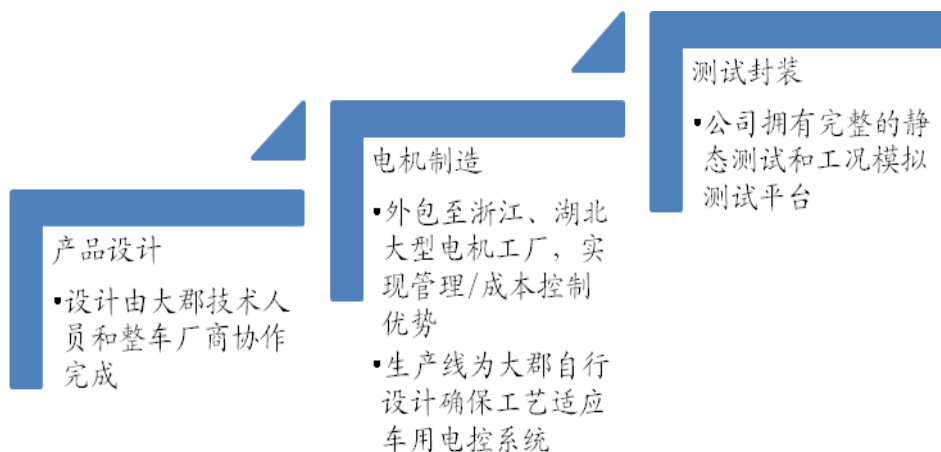 产品设计
•设计由大郡技术人
员和整车厂商协作
完成
电机制造
•外包至浙江、湖北
大型电机工厂，实
现管理/成本控制
优势
•生产线为大郡自行
设计确保工艺适应
车用电控系统
测试封装
•公司拥有完整的静
态测试和工况模拟
测试平台